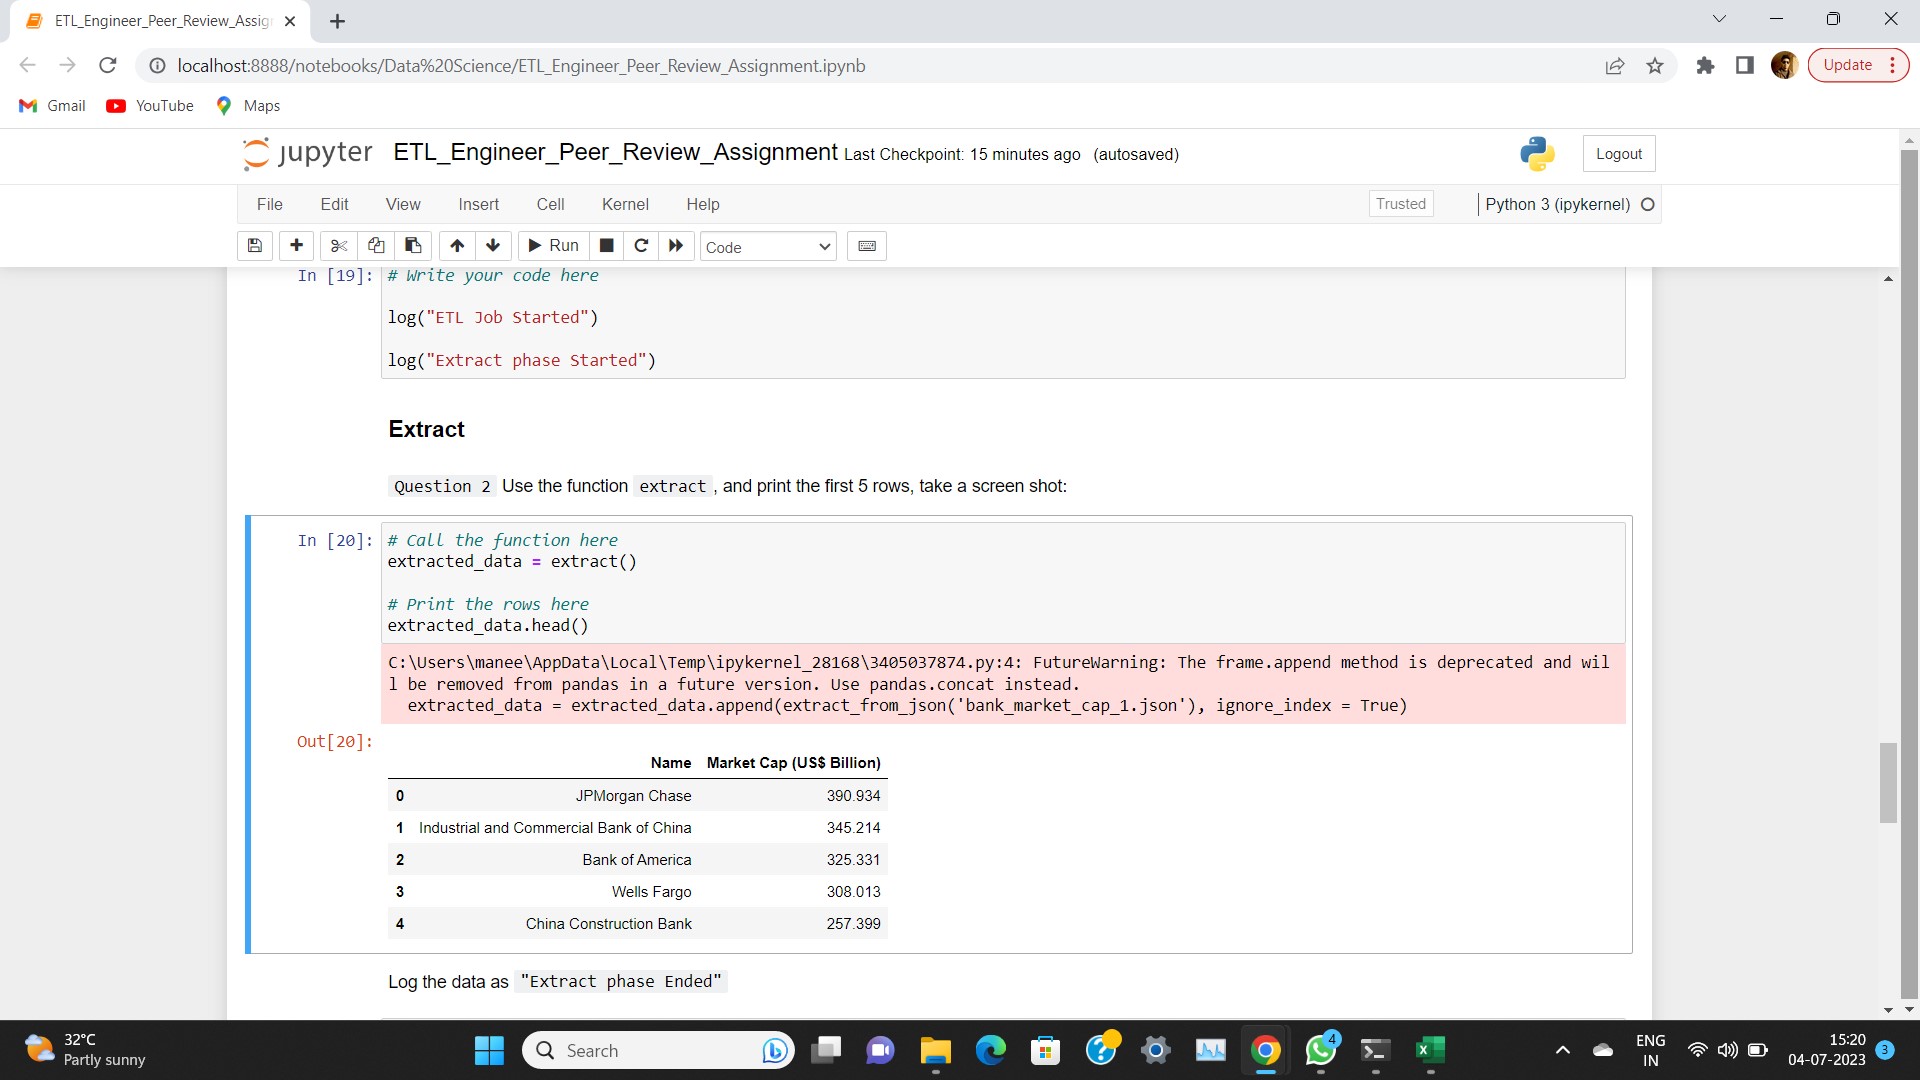 ETL_Engineer_Peer_Review_Assig
localhost:8888/notebooks/Data%20Science/ETL_Engineer_Peer_Review_Assignment.ipynb
Update
Gmail YouTube Maps
jupyter ETL_Engineer_Peer_Review_Assignment Last Checkpoint: 15 minutes ago (autosaved)
Logout
File Edit View Insert Cell Kernel Help
Trusted
Python 3 (ipykernel)
Run
Code
In [19]: # Write your code here
log("ETL Job Started")
log("Extract phase Started")
Extract
Question 2 Use the function extract , and print the first 5 rows, take a screen shot:
In [20]: # Call the function here
extracted_data = extract()
# Print the rows here
extracted_data.head()
C:\Users\manee\AppData\Local\Temp\ipykernel_28168\3405037874.py:4: FutureWarning: The frame.append method is deprecated and wil
l be removed from pandas in a future version. Use pandas.concat instead.
extracted_data = extracted_data.append(extract_from_json('bank_market_cap_1.json'), ignore_index = True)
Out[20]:
Name Market Cap (US$ Billion)
0 JPMorgan Chase 390.934
1 Industrial and Commercial Bank of China 345.214
2 Bank of America 325.331
3 Wells Fargo 308.013
4 China Construction Bank 257.399
Log the data as "Extract phase Ended"
32°C
Partly sunny
Search
4
ENG
IN
15:20
04-07-2023
3